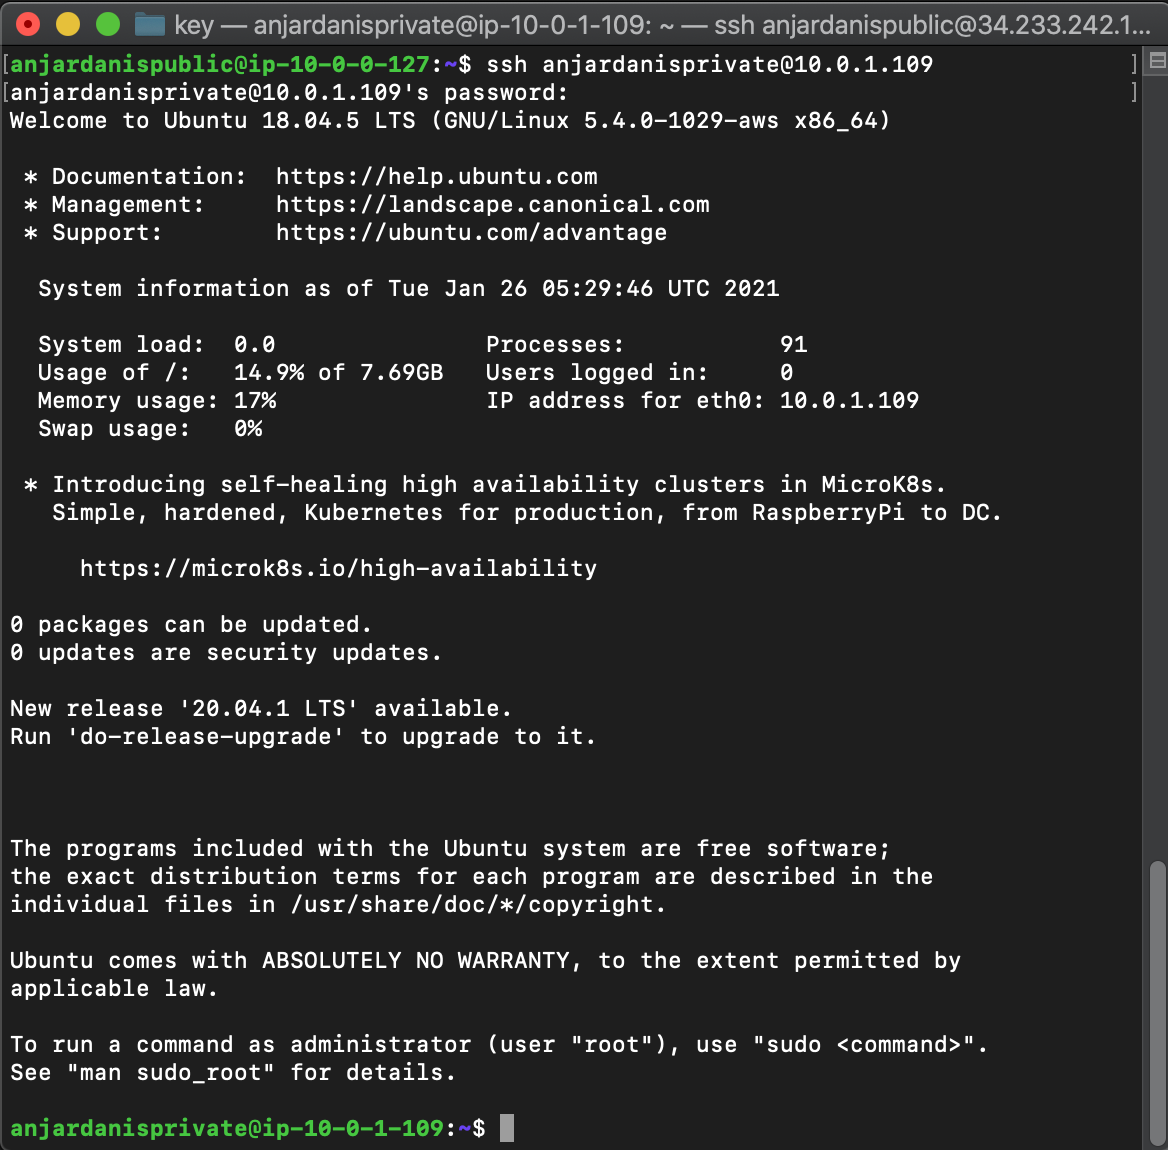 key — anjardanisprivate@ip-10-0-1-109: ~ — ssh anjardanispublic@34.233.242.1...
[anjardanispublic@ip-10-0-0-127:~$ ssh anjardanisprivate@10.0.1.109 ]
[anjardanisprivate@10.0.1.109's password: ]
Welcome to Ubuntu 18.04.5 LTS (GNU/Linux 5.4.0-1029-aws x86_64)
* Documentation:  https://help.ubuntu.com
* Management:     https://landscape.canonical.com
* Support:        https://ubuntu.com/advantage
System information as of Tue Jan 26 05:29:46 UTC 2021
System load:  0.0               Processes:           91
Usage of /:   14.9% of 7.69GB   Users logged in:     0
Memory usage: 17%               IP address for eth0: 10.0.1.109
Swap usage:   0%
* Introducing self-healing high availability clusters in MicroK8s.
Simple, hardened, Kubernetes for production, from RaspberryPi to DC.
https://microk8s.io/high-availability
0 packages can be updated.
0 updates are security updates.
New release '20.04.1 LTS' available.
Run 'do-release-upgrade' to upgrade to it.
The programs included with the Ubuntu system are free software;
the exact distribution terms for each program are described in the
individual files in /usr/share/doc/*/copyright.
Ubuntu comes with ABSOLUTELY NO WARRANTY, to the extent permitted by
applicable law.
To run a command as administrator (user "root"), use "sudo <command>".
See "man sudo_root" for details.
anjardanisprivate@ip-10-0-1-109:~$